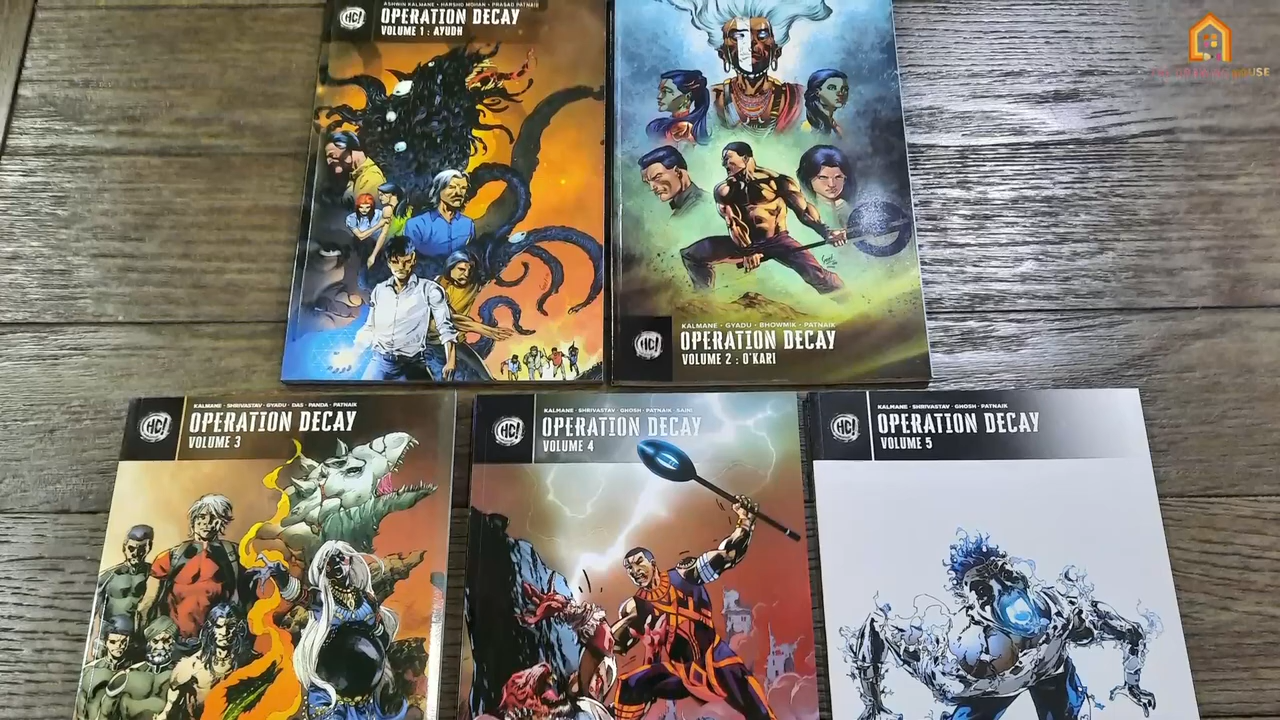 HOUSE
ASHWIN KALMANE • HARSHO MOHAN • PRASAD PATNAIK
HC!
OPERATION DECAY
VOLUME 1 : AYUDH
KALMANE • GYADU • BHOWMIK • PATNAIK
HC!
OPERATION DECAY
VOLUME 2 : O'KARI
KALMANE • SHRIVASTAV • GYADU • DAS • PANDA • PATNAIK
HC!
OPERATION DECAY
VOLUME 3
KALMANE • SHRIVASTAV • GHOSH • PATNAIK • SAINI
HC!
OPERATION DECAY
VOLUME 4
KALMANE • SHRIVASTAV • GHOSH • PATNAIK
HC!
OPERATION DECAY
VOLUME 5